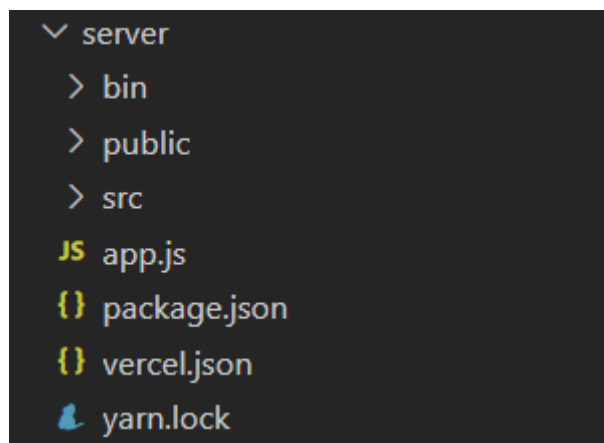 server
bin
public
src
JS app.js
{} package.json
{} vercel.json
yarn.lock